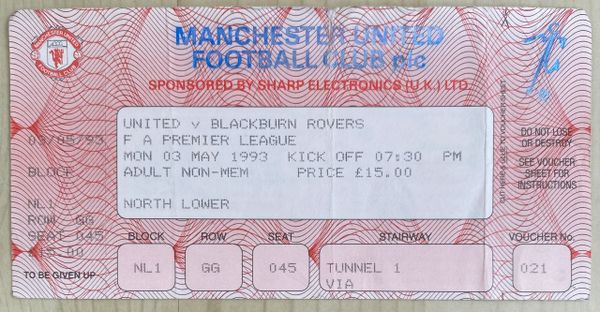 MANCHESTER UNITED
FOOTBALL CLUB plc
SPONSORED BY SHARP ELECTRONICS (U.K.) LTD.
UNITED v BLACKBURN ROVERS
F A PREMIER LEAGUE
MON 03 MAY 1993 KICK OFF 07:30 PM
ADULT NON-MEM PRICE £15.00
NORTH LOWER
03/05/93
BLOCK
NL1
ROW GG
SEAT 045
£15.00
TO BE GIVEN UP
BLOCK
NL1
ROW
GG
SEAT
045
STAIRWAY
TUNNEL 1
VIA
VOUCHER No.
021
DO NOT LOSE
OR DESTROY
SEE VOUCHER
SHEET FOR
INSTRUCTIONS